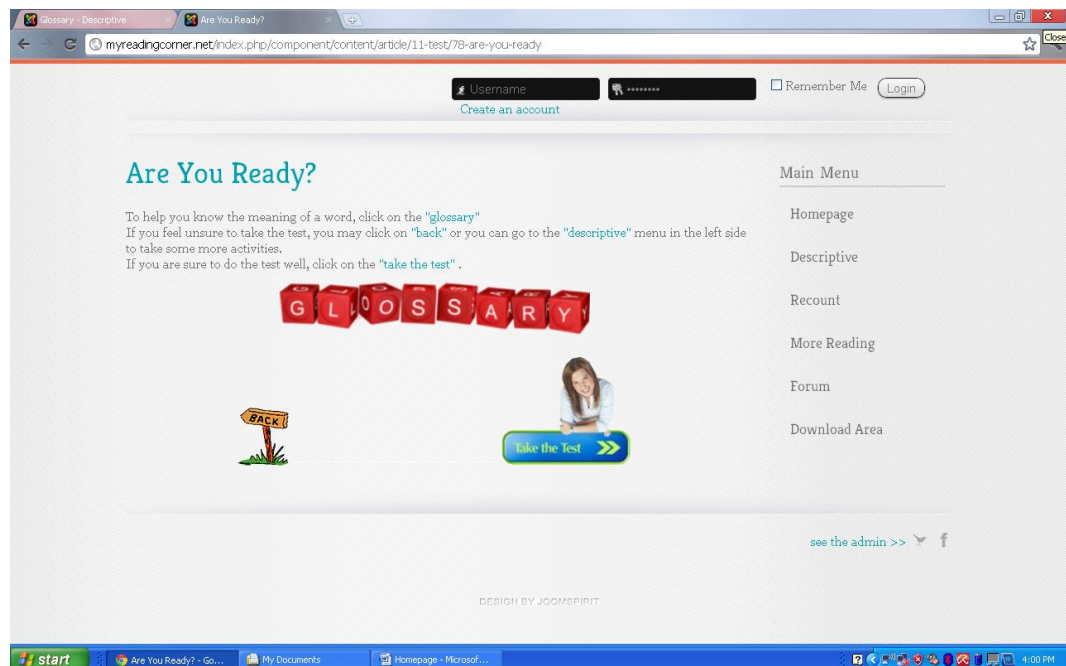 Glossary - Descriptive
Are You Ready?
myreadingcorner.net/index.php/component/content/article/11-test/78-are-you-ready
Close
Username
Remember Me
Login
Create an account
Are You Ready?
To help you know the meaning of a word, click on the "glossary"
If you feel unsure to take the test, you may click on "back" or you can go to the "descriptive" menu in the left side
to take some more activities.
If you are sure to do the test well, click on the "take the test" .
GLOSSARY
BACK
Take the Test
Main Menu
Homepage
Descriptive
Recount
More Reading
Forum
Download Area
see the admin >>
DESIGN BY JOOMSPIRIT
start
Are You Ready? - Go...
My Documents
Homepage - Microsof...
4:00 PM